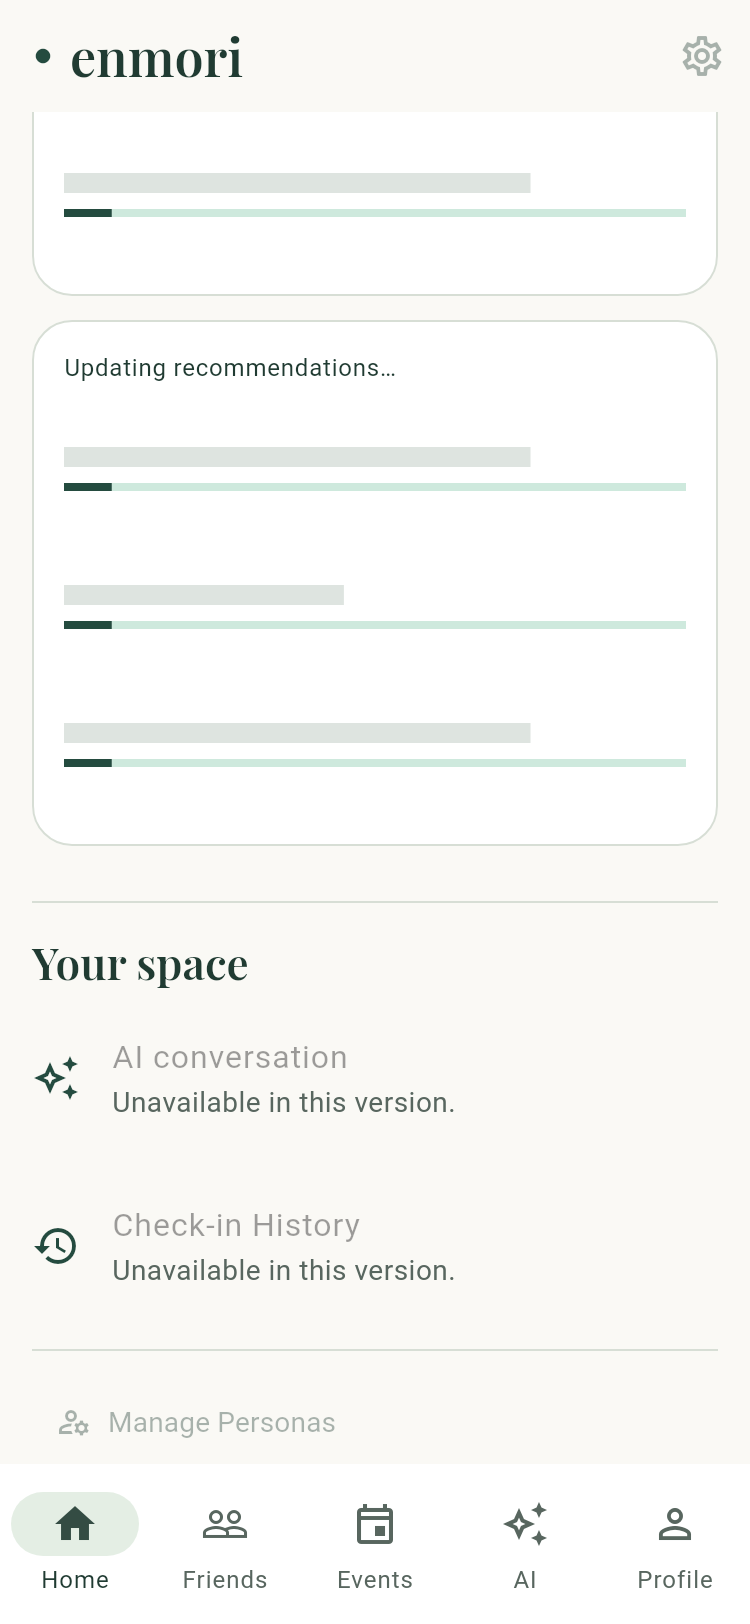 enmori
Updating recommendations…
Your space
AI conversation
Unavailable in this version.
Check-in History
Unavailable in this version.
Manage Personas
Home
Friends
Events
AI
Profile